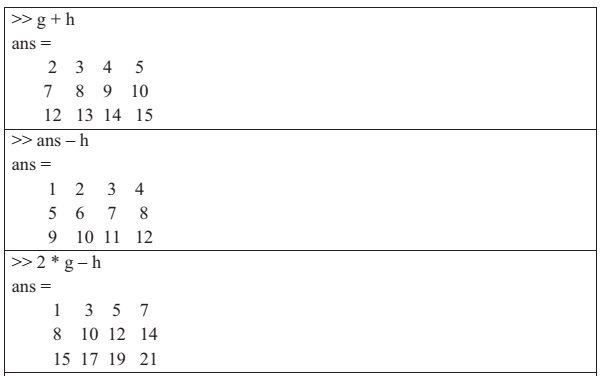 >> g + h
ans =
2 3 4 5
7 8 9 10
12 13 14 15
>> ans – h
ans =
1 2 3 4
5 6 7 8
9 10 11 12
>> 2 * g – h
ans =
1 3 5 7
8 10 12 14
15 17 19 21